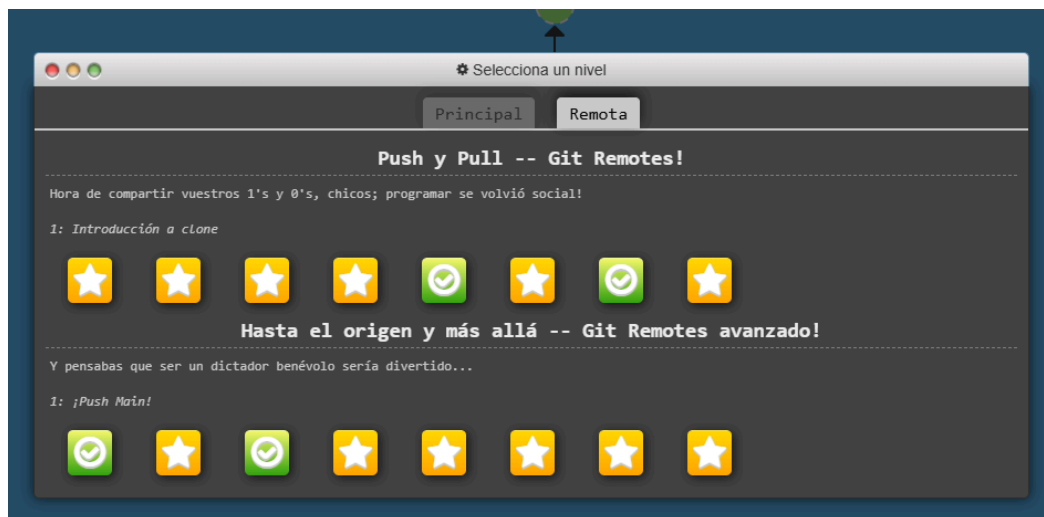 Selecciona un nivel
Principal Remota
Push y Pull -- Git Remotes!
Hora de compartir vuestros 1's y 0's, chicos; programar se volvió social!
1: Introducción a clone
Hasta el origen y más allá -- Git Remotes avanzado!
Y pensabas que ser un dictador benévolo sería divertido...
1: ¡Push Main!